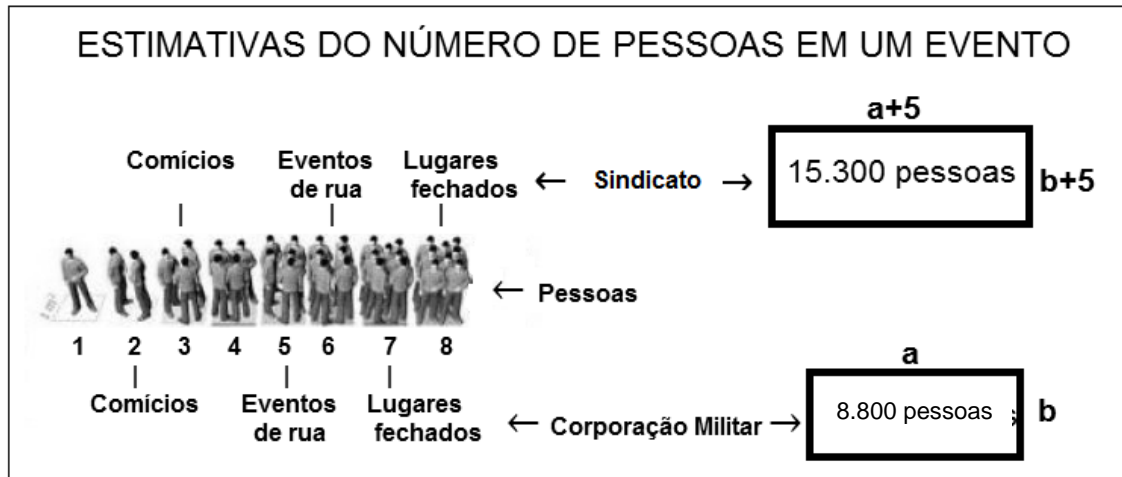 ESTIMATIVAS DO NÚMERO DE PESSOAS EM UM EVENTO
a+5
Comícios Eventos de rua Lugares fechados ← Sindicato → 15.300 pessoas b+5
← Pessoas
1 2 3 4 5 6 7 8
a
Comícios Eventos de rua Lugares fechados ← Corporação Militar → 8.800 pessoas b